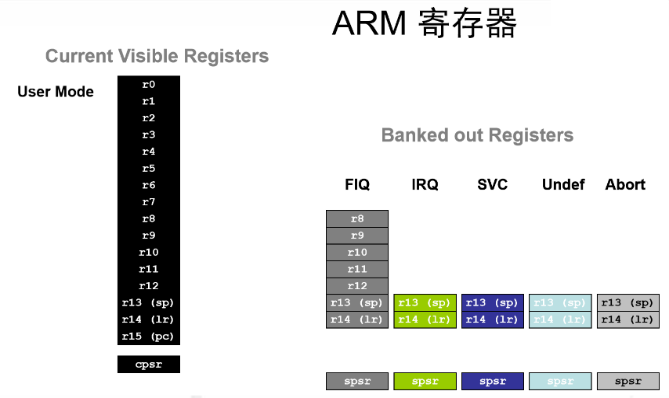 ARM 寄存器
Current Visible Registers
User Mode
r0
r1
r2
r3
r4
r5
r6
r7
r8
r9
r10
r11
r12
r13 (sp)
r14 (lr)
r15 (pc)
cpsr
Banked out Registers
FIQ IRQ SVC Undef Abort
r8
r9
r10
r11
r12
r13 (sp) r13 (sp) r13 (sp) r13 (sp) r13 (sp)
r14 (lr) r14 (lr) r14 (lr) r14 (lr) r14 (lr)
spsr spsr spsr spsr spsr